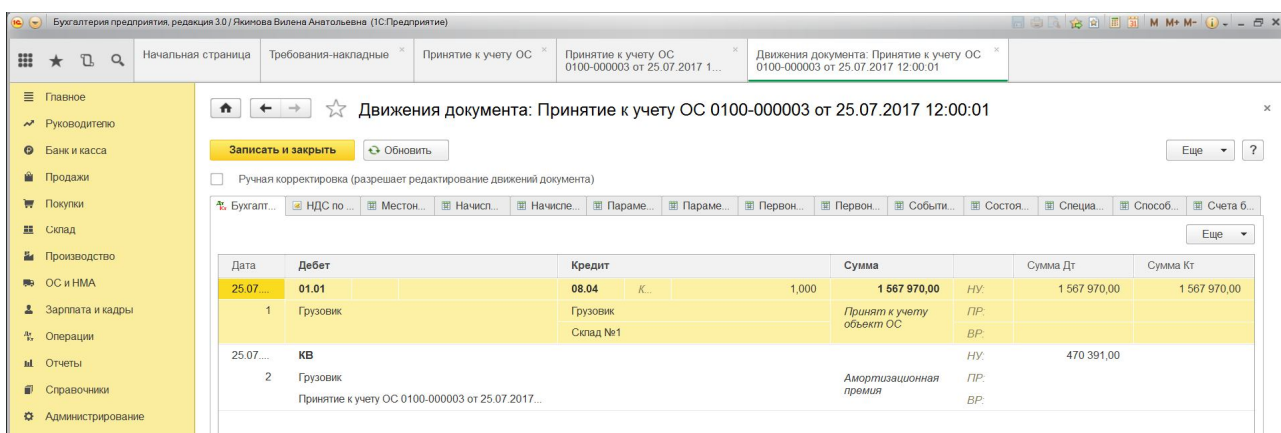 Бухгалтерия предприятия, редакция 3.0 / Якимова Вилена Анатольевна (1С:Предприятие)
M M+ M-
Начальная страница
Требования-накладные
Принятие к учету ОС
Принятие к учету ОС
0100-000003 от 25.07.2017 1...
Движения документа: Принятие к учету ОС
0100-000003 от 25.07.2017 12:00:01
Главное
Руководителю
Банк и касса
Продажи
Покупки
Склад
Производство
ОС и НМА
Зарплата и кадры
Операции
Отчеты
Справочники
Администрирование
Движения документа: Принятие к учету ОС 0100-000003 от 25.07.2017 12:00:01
Записать и закрыть
Обновить
Еще
?
Ручная корректировка (разрешает редактирование движений документа)
Бухгалт... НДС по ... Местон... Начисл... Начисле... Параме... Параме... Первон... Первон... Событи... Состоя... Специа... Способ... Счета б...
Еще
Дата Дебет Кредит Сумма Сумма Дт Сумма Кт
25.07.... 01.01 08.04 К... 1,000 1 567 970,00 НУ: 1 567 970,00 1 567 970,00
1 Грузовик Грузовик Принят к учету объект ОС ПР:
Склад №1 ВР:
25.07.... КВ НУ: 470 391,00
2 Грузовик Амортизационная премия ПР:
Принятие к учету ОС 0100-000003 от 25.07.2017... ВР: